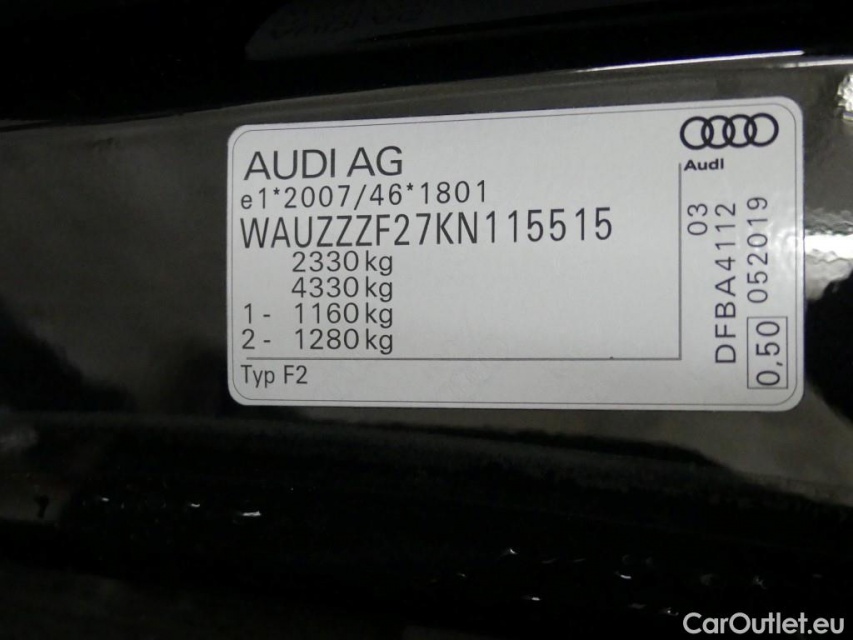 AUDI AG
e1*2007/46*1801
WAUZZZF27KN115515
2330 kg
4330 kg
1 - 1160 kg
2 - 1280 kg
Typ F2
Audi
03
DFBA4112
0,50 052019
CarOutlet.eu